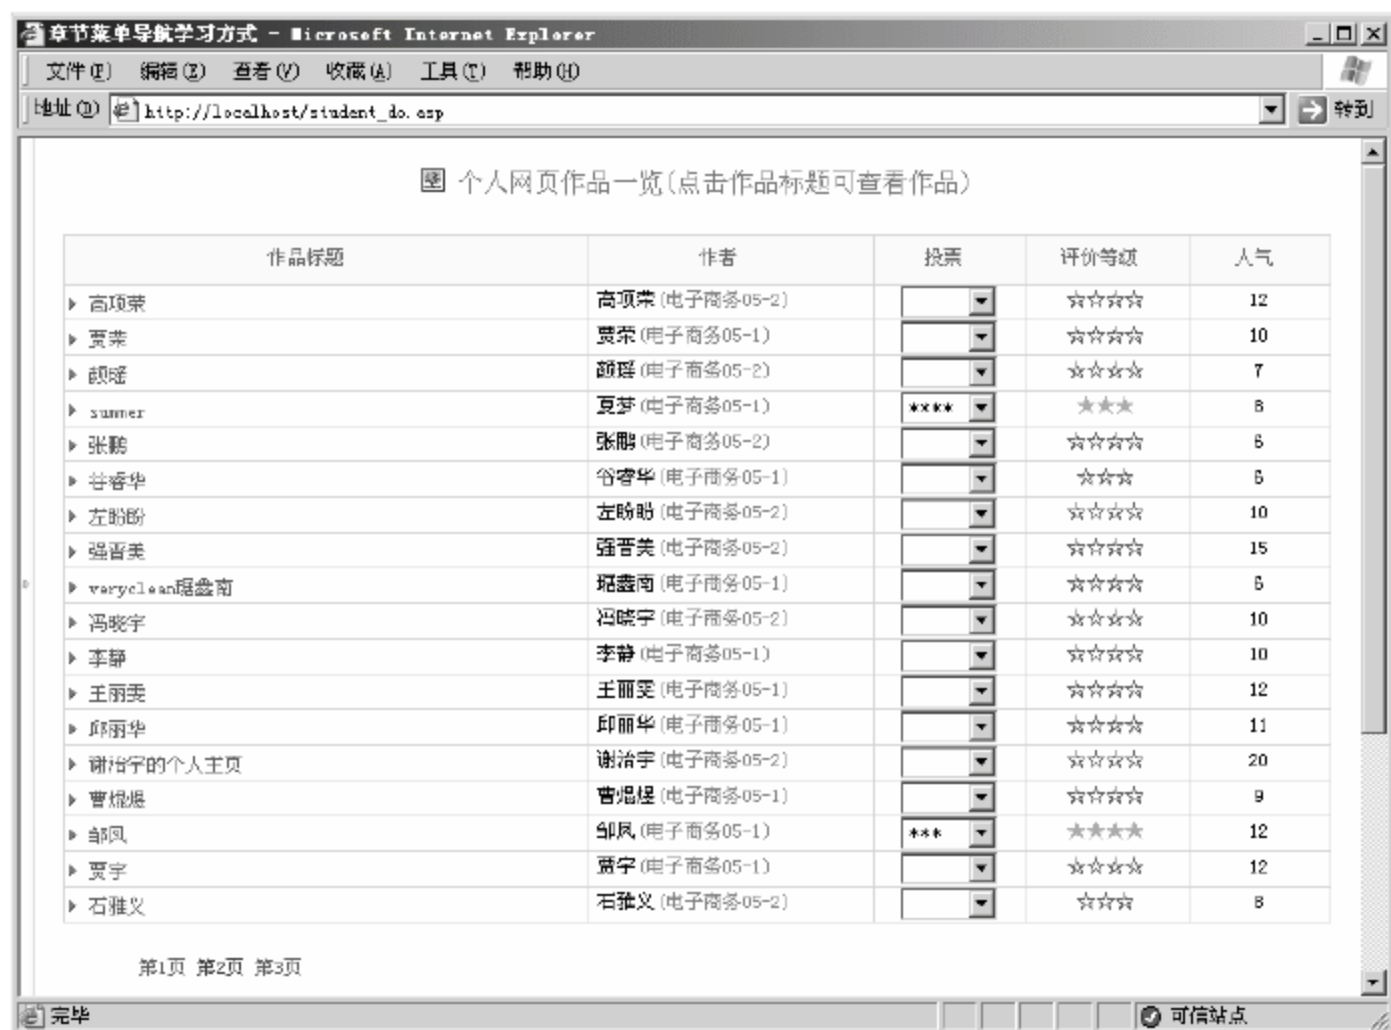 章节菜单导航学习方式 - Microsoft Internet Explorer
文件(F) 编辑(E) 查看(V) 收藏(A) 工具(T) 帮助(H)
地址(D) http://localhost/student_do.asp 转到
个人网页作品一览(点击作品标题可查看作品)
作品标题 作者 投票 评价等级 人气
高项荣 高项荣(电子商务05-2) ☆☆☆☆ 12
贾荣 贾荣(电子商务05-1) ☆☆☆☆ 10
颜瑶 颜瑶(电子商务05-2) ☆☆☆☆ 7
summer 夏梦(电子商务05-1) **** ★★★ 8
张鹏 张鹏(电子商务05-2) ☆☆☆☆ 6
谷睿华 谷睿华(电子商务05-1) ☆☆☆ 6
左盼盼 左盼盼(电子商务05-2) ☆☆☆☆ 10
强晋美 强晋美(电子商务05-2) ☆☆☆☆ 15
veryclean琚鑫南 琚鑫南(电子商务05-1) ☆☆☆☆ 6
冯晓宇 冯晓宇(电子商务05-2) ☆☆☆☆ 10
李静 李静(电子商务05-1) ☆☆☆☆ 10
王丽雯 王丽雯(电子商务05-1) ☆☆☆☆ 12
邱丽华 邱丽华(电子商务05-1) ☆☆☆☆ 11
谢治宇的个人主页 谢治宇(电子商务05-2) ☆☆☆☆ 20
曹焜煜 曹焜煜(电子商务05-1) ☆☆☆☆ 9
邹凤 邹凤(电子商务05-1) *** ★★★★ 12
贾宇 贾宇(电子商务05-1) ☆☆☆☆ 12
石雅义 石雅义(电子商务05-2) ☆☆☆ 8
第1页 第2页 第3页
完毕 可信站点